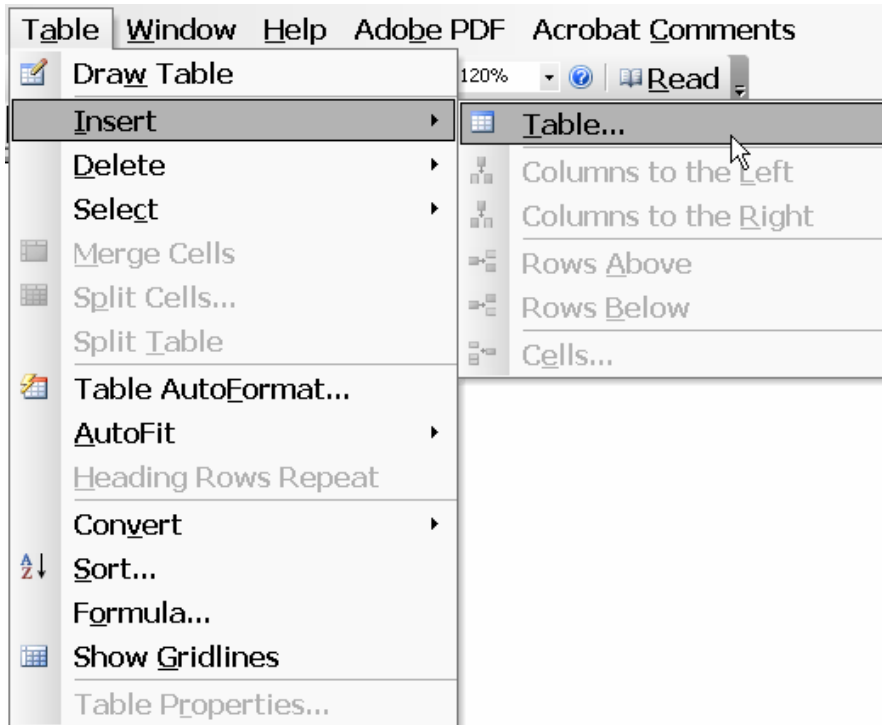 Table Window Help Adobe PDF Acrobat Comments
Draw Table
120%
Read
Insert
Table...
Delete
Columns to the Left
Select
Columns to the Right
Merge Cells
Rows Above
Split Cells...
Rows Below
Split Table
Cells...
Table AutoFormat...
AutoFit
Heading Rows Repeat
Convert
Sort...
Formula...
Show Gridlines
Table Properties...